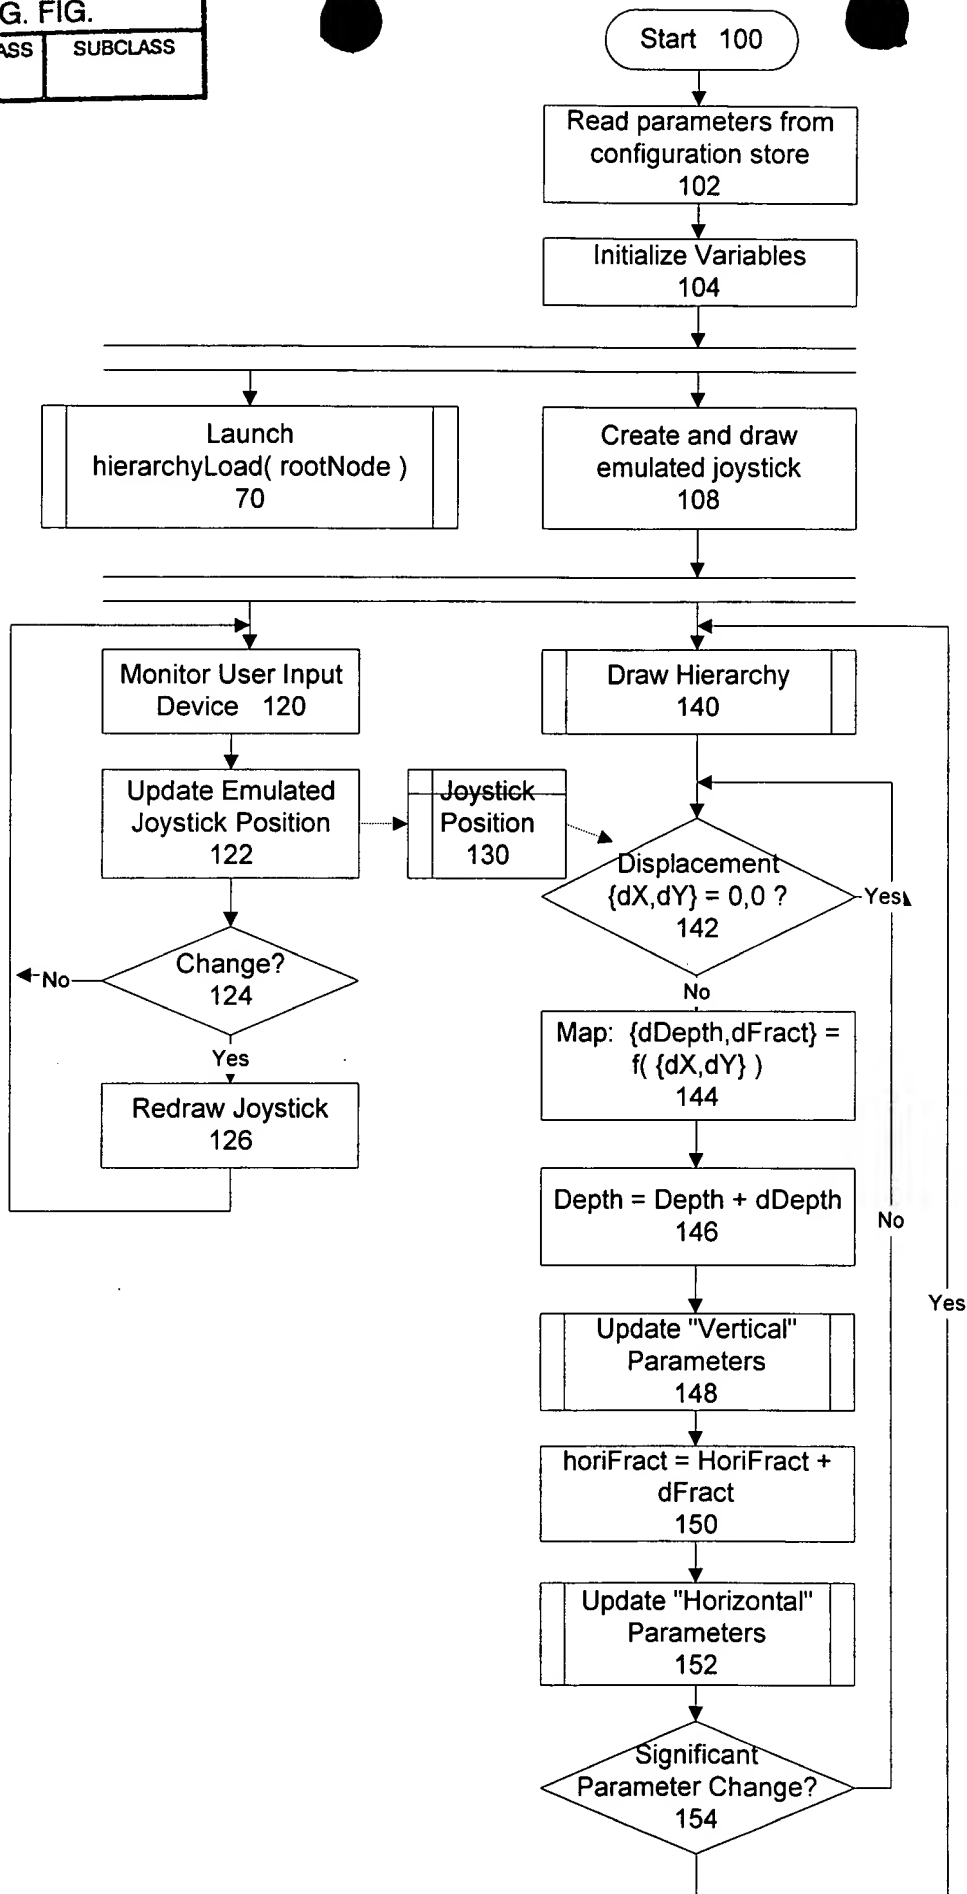 G. FIG.
ASS SUBCLASS
Start 100
Read parameters from
configuration store
102
Initialize Variables
104
Launch
hierarchyLoad( rootNode )
70
Create and draw
emulated joystick
108
Monitor User Input
Device 120
Draw Hierarchy
140
Update Emulated
Joystick Position
122
Joystick
Position
130
Displacement
{dX,dY} = 0,0 ?
142
Yes
No
Change?
124
No
Yes
Redraw Joystick
126
Map: {dDepth,dFract} =
f( {dX,dY} )
144
Depth = Depth + dDepth
146
No
Yes
Update "Vertical"
Parameters
148
horiFract = HoriFract +
dFract
150
Update "Horizontal"
Parameters
152
Significant
Parameter Change?
154